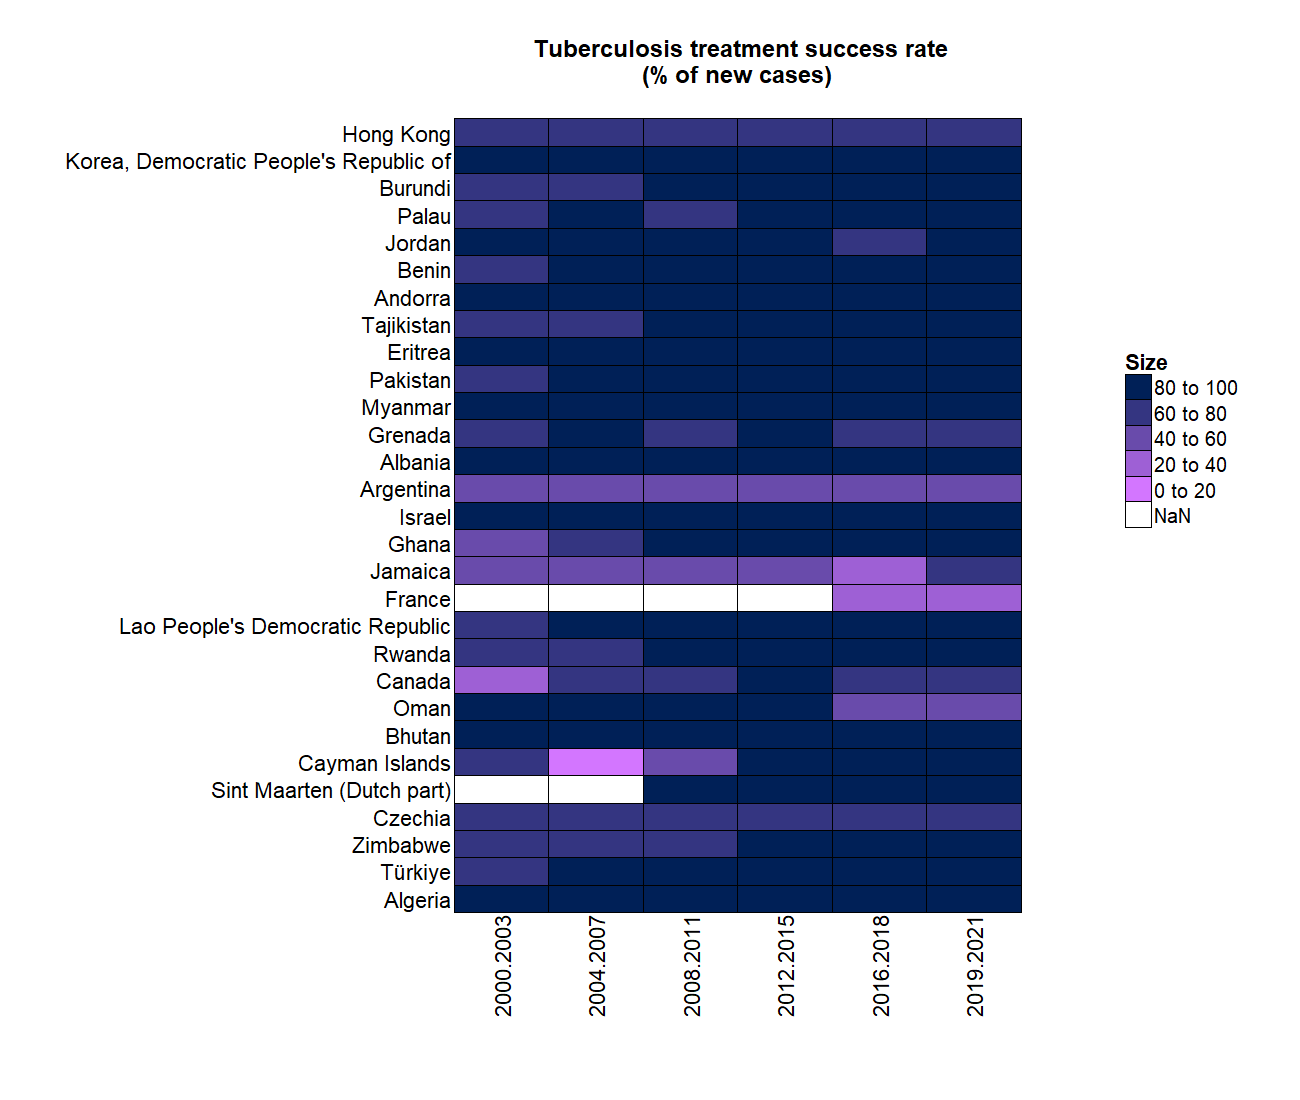 Tuberculosis treatment success rate
(% of new cases)
Hong Kong
Korea, Democratic People's Republic of
Burundi
Palau
Jordan
Benin
Andorra
Tajikistan
Eritrea
Pakistan
Myanmar
Grenada
Albania
Argentina
Israel
Ghana
Jamaica
France
Lao People's Democratic Republic
Rwanda
Canada
Oman
Bhutan
Cayman Islands
Sint Maarten (Dutch part)
Czechia
Zimbabwe
Türkiye
Algeria
2000.2003
2004.2007
2008.2011
2012.2015
2016.2018
2019.2021
Size
80 to 100
60 to 80
40 to 60
20 to 40
0 to 20
NaN